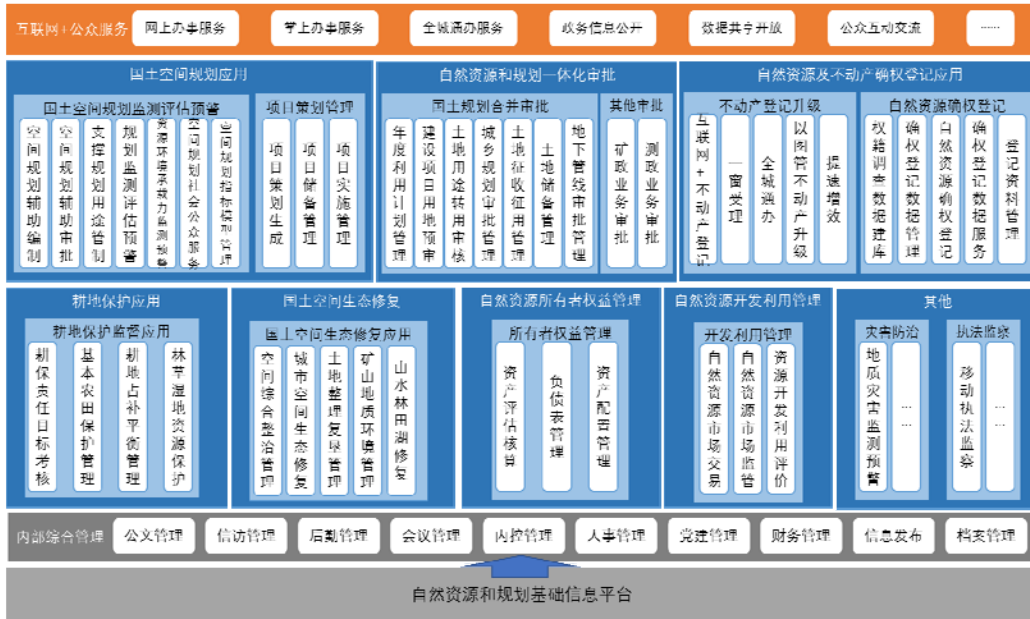 互联网+公众服务
网上办事服务
掌上办事服务
全城通办服务
政务信息公开
数据共享开放
公众互动交流
......
国土空间规划应用
国土空间规划监测评估预警
空间规划辅助编制
空间规划辅助审批
支撑规划用途管制
规划监测评估预警
资源环境承载力监测预警
空间规划社会公众服务
空间规划指标模型管理
项目策划管理
项目策划生成
项目储备管理
项目实施管理
自然资源和规划一体化审批
国土规划合并审批
年度利用计划管理
建设项目用地预审
土地用途转用审核
城乡规划审批管理
土地征收征用管理
土地储备管理
地下管线审批管理
其他审批
矿政业务审批
测政业务审批
自然资源及不动产确权登记应用
不动产登记升级
互联网+不动产登记
一窗受理
全城通办
以图管不动产升级
提速增效
自然资源确权登记
权籍调查数据建库
确权登记数据管理
自然资源确权登记
确权登记数据服务
登记资料管理
耕地保护应用
耕地保护监督应用
耕保责任目标考核
基本农田保护管理
耕地占补平衡管理
林草湿地资源保护
国土空间生态修复
国土空间生态修复应用
空间综合整治管理
城市空间生态修复
土地整理复垦管理
矿山地质环境管理
山水林田湖修复
自然资源所有者权益管理
所有者权益管理
资产评估核算
负债表管理
资产配置管理
自然资源开发利用管理
开发利用管理
自然资源市场交易
自然资源市场监管
资源开发利用评价
其他
灾害防治
地质灾害监测预警
......
执法监察
移动执法监察
......
内部综合管理
公文管理
信访管理
后勤管理
会议管理
内控管理
人事管理
党建管理
财务管理
信息发布
档案管理
自然资源和规划基础信息平台